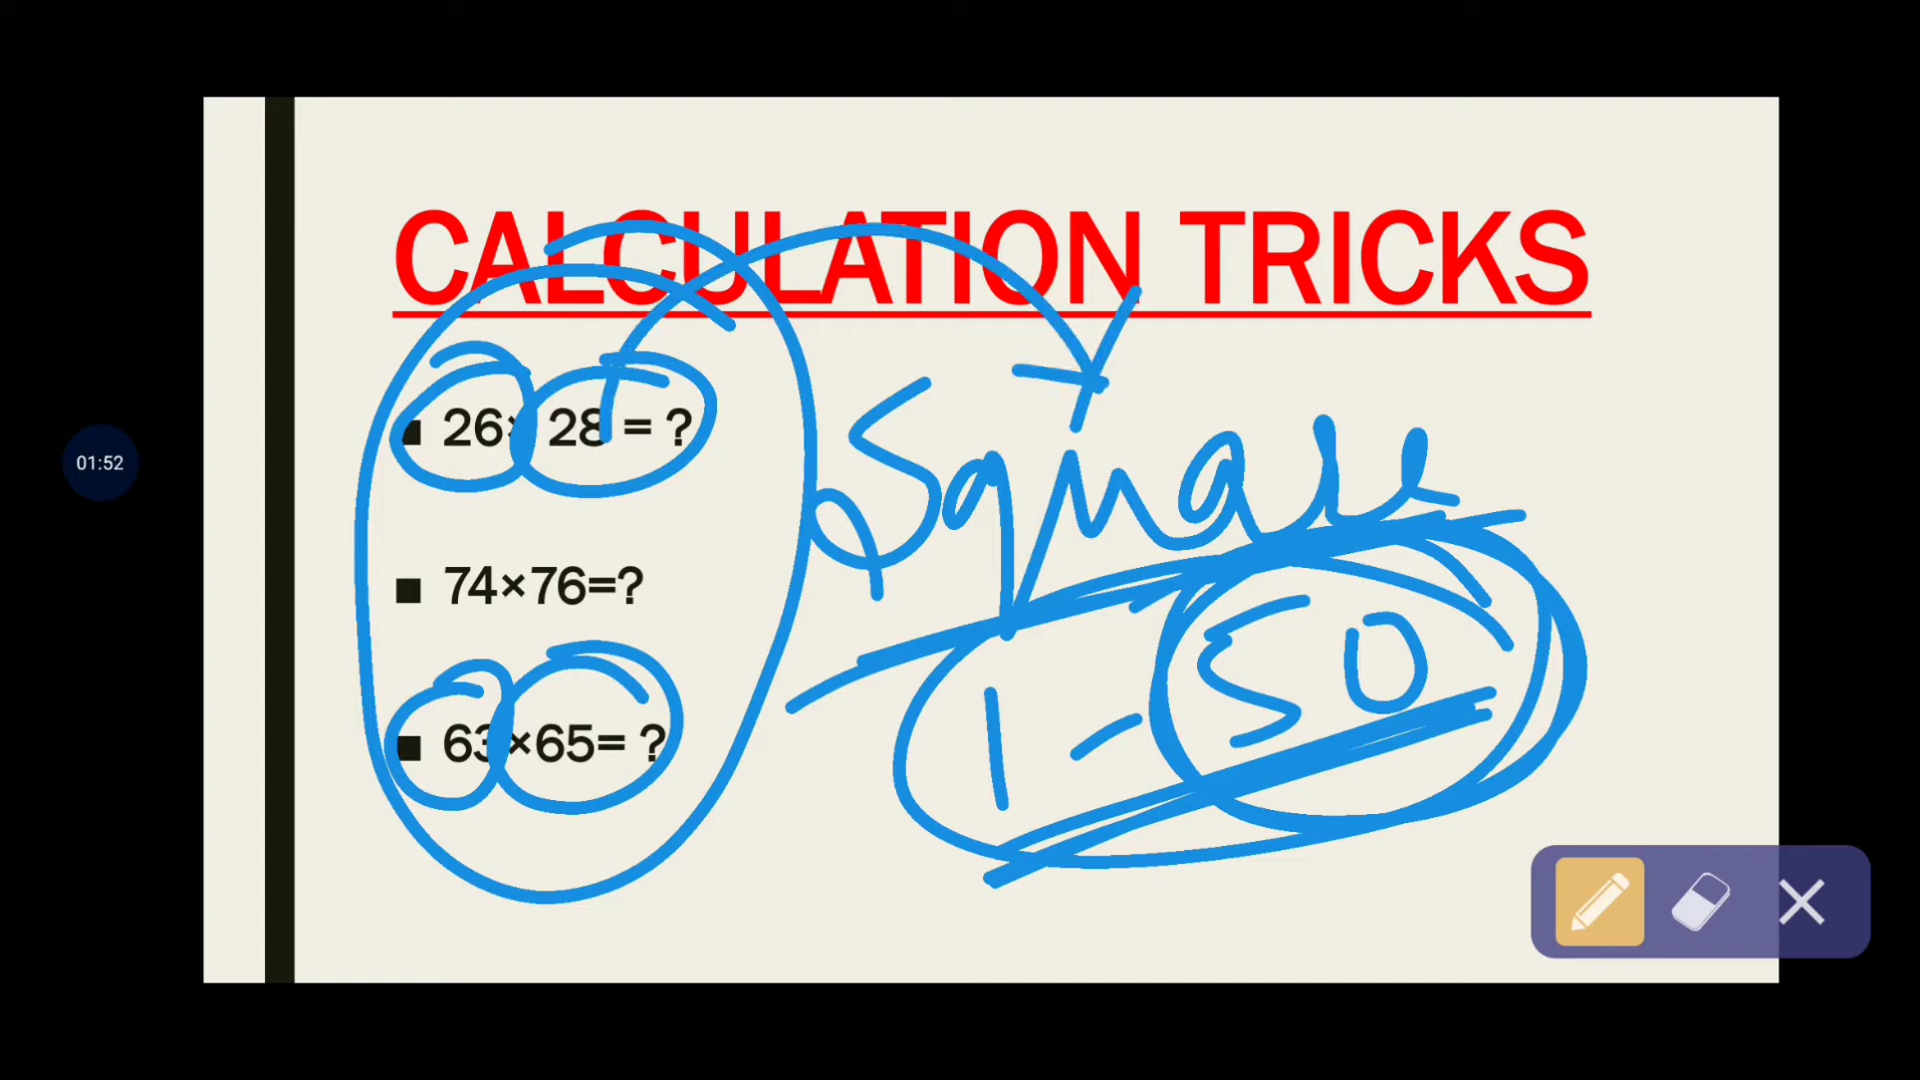 CALCULATION TRICKS
26× 28 = ?
74×76=?
63×65= ?
Square
1-50
01:52